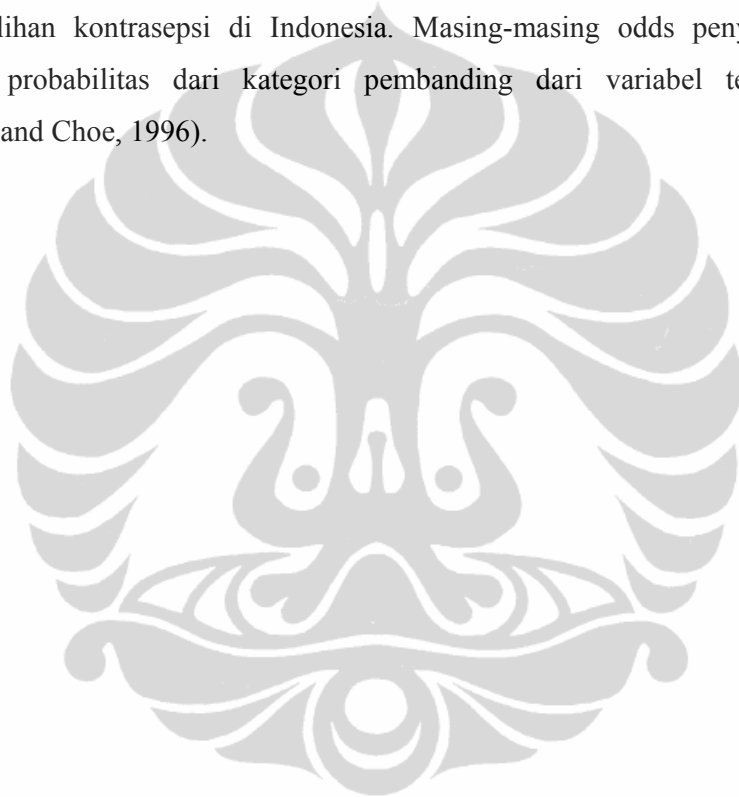 lihan kontrasepsi di Indonesia. Masing-masing odds peny
probabilitas dari kategori pembanding dari variabel te
and Choe, 1996).